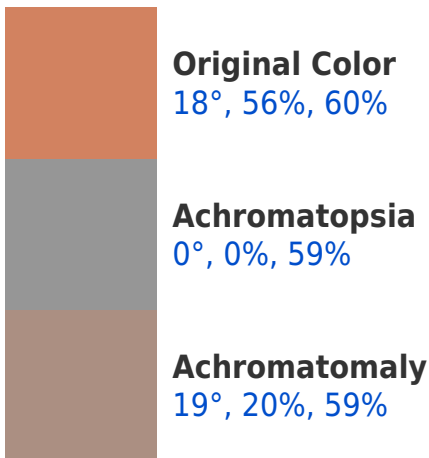 Original Color
18°, 56%, 60%
Achromatopsia
0°, 0%, 59%
Achromatomaly
19°, 20%, 59%